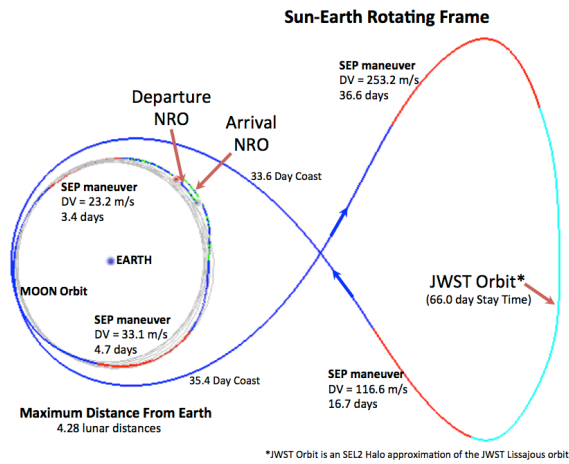 Sun-Earth Rotating Frame
SEP maneuver
DV = 253.2 m/s
36.6 days
Departure
NRO
Arrival
NRO
33.6 Day Coast
SEP maneuver
DV = 23.2 m/s
3.4 days
EARTH
MOON Orbit
JWST Orbit*
(66.0 day Stay Time)
SEP maneuver
DV = 33.1 m/s
4.7 days
35.4 Day Coast
SEP maneuver
DV = 116.6 m/s
16.7 days
Maximum Distance From Earth
4.28 lunar distances
*JWST Orbit is an SEL2 Halo approximation of the JWST Lissajous orbit